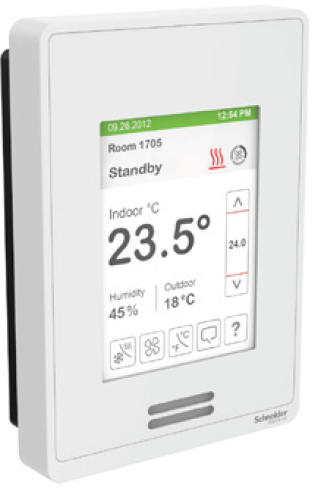 09.26.2012 12:54 PM
Room 1705
Standby
Indoor °C
23.5°
24.0
Humidity Outdoor
45% 18°C
°F °C ?
Schneider